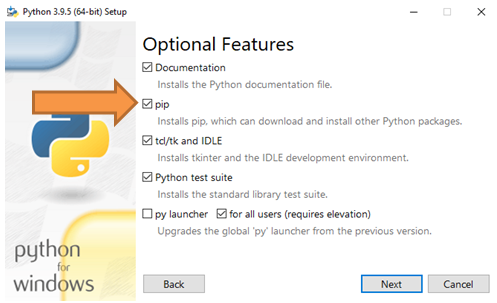 Python 3.9.5 (64-bit) Setup
Optional Features
Documentation
Installs the Python documentation file.
pip
Installs pip, which can download and install other Python packages.
tcl/tk and IDLE
Installs tkinter and the IDLE development environment.
Python test suite
Installs the standard library test suite.
py launcher for all users (requires elevation)
Upgrades the global 'py' launcher from the previous version.
python
for
windows
Back Next Cancel